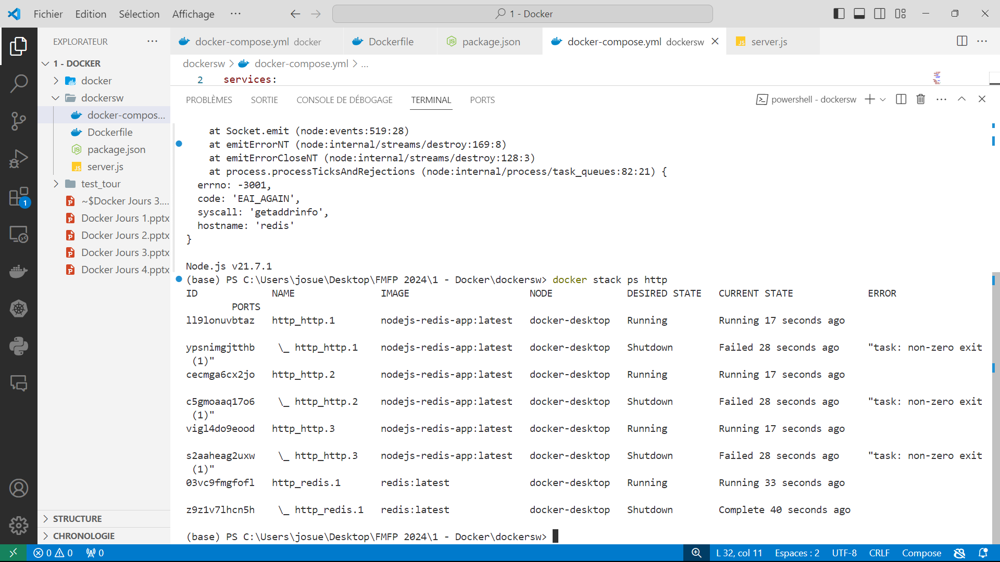 Fichier Edition Sélection Affichage ··· 1 - Docker
EXPLORATEUR ···
docker-compose.yml docker Dockerfile package.json docker-compose.yml dockersw server.js ···
1 - DOCKER
docker
dockersw
docker-compos...
Dockerfile
package.json
server.js
test_tour
~$Docker Jours 3....
Docker Jours 1.pptx
Docker Jours 2.pptx
Docker Jours 3.pptx
Docker Jours 4.pptx
STRUCTURE
CHRONOLOGIE
1
dockersw > docker-compose.yml > ...
2 services:
PROBLÈMES SORTIE CONSOLE DE DÉBOGAGE TERMINAL PORTS powershell - dockersw ···
at Socket.emit (node:events:519:28)
at emitErrorNT (node:internal/streams/destroy:169:8)
at emitErrorCloseNT (node:internal/streams/destroy:128:3)
at process.processTicksAndRejections (node:internal/process/task_queues:82:21) {
errno: -3001,
code: 'EAI_AGAIN',
syscall: 'getaddrinfo',
hostname: 'redis'
}
Node.js v21.7.1
(base) PS C:\Users\josue\Desktop\FMFP 2024\1 - Docker\dockersw> docker stack ps http
ID NAME IMAGE NODE DESIRED STATE CURRENT STATE ERROR
PORTS
ll9lonuvbtaz http_http.1 nodejs-redis-app:latest docker-desktop Running Running 17 seconds ago
ypsnimgjtthb \_ http_http.1 nodejs-redis-app:latest docker-desktop Shutdown Failed 28 seconds ago "task: non-zero exit
(1)"
cecmga6cx2jo http_http.2 nodejs-redis-app:latest docker-desktop Running Running 17 seconds ago
c5gmoaaq17o6 \_ http_http.2 nodejs-redis-app:latest docker-desktop Shutdown Failed 28 seconds ago "task: non-zero exit
(1)"
vigl4do9eood http_http.3 nodejs-redis-app:latest docker-desktop Running Running 17 seconds ago
s2aaheag2uxw \_ http_http.3 nodejs-redis-app:latest docker-desktop Shutdown Failed 28 seconds ago "task: non-zero exit
(1)"
03vc9fmgfofl http_redis.1 redis:latest docker-desktop Running Running 33 seconds ago
z9z1v7lhcn5h \_ http_redis.1 redis:latest docker-desktop Shutdown Complete 40 seconds ago
(base) PS C:\Users\josue\Desktop\FMFP 2024\1 - Docker\dockersw>
0 0 0 L 32, col 11 Espaces : 2 UTF-8 CRLF Compose